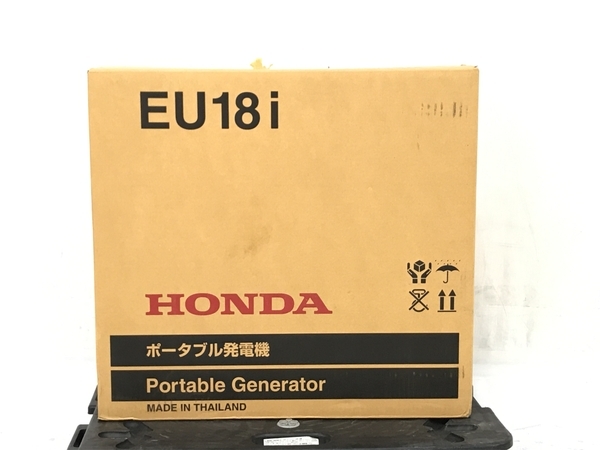 EU18i
HONDA
ポータブル発電機
Portable Generator
MADE IN THAILAND